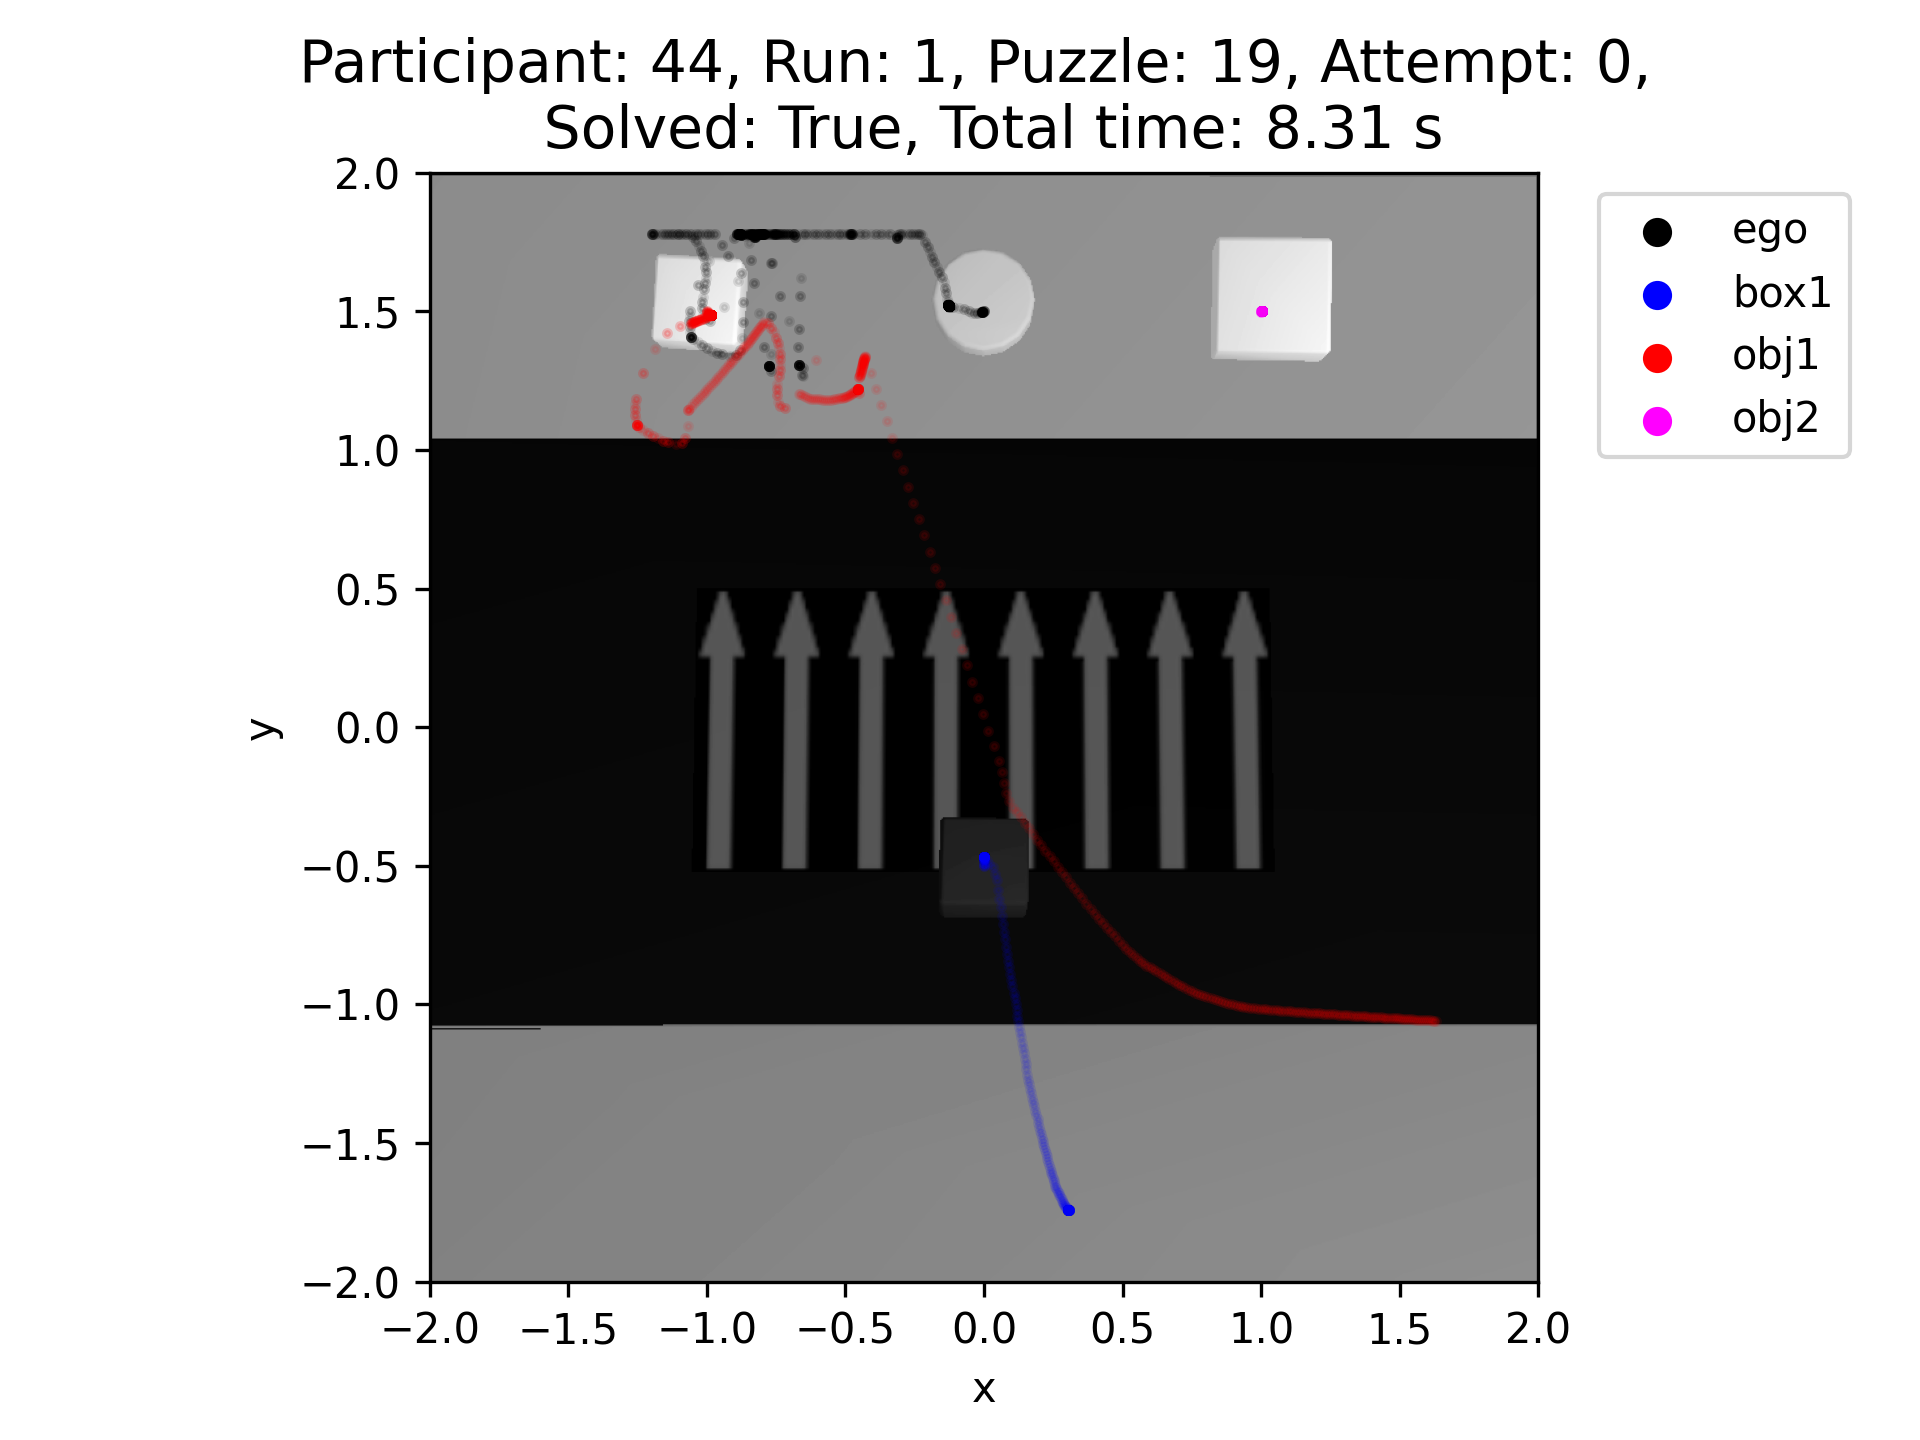 Participant: 44, Run: 1, Puzzle: 19, Attempt: 0,
Solved: True, Total time: 8.31 s
2.0
1.5
1.0
0.5
0.0
−0.5
−1.0
−1.5
−2.0
y
−2.0 −1.5 −1.0 −0.5 0.0 0.5 1.0 1.5 2.0
x
ego
box1
obj1
obj2